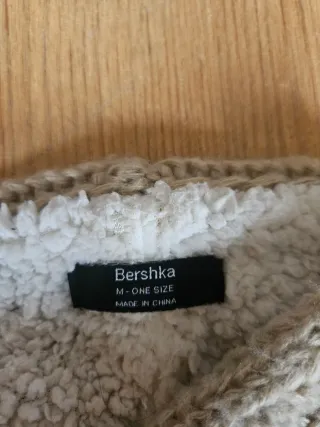 Bershka
M - ONE SIZE
MADE IN CHINA